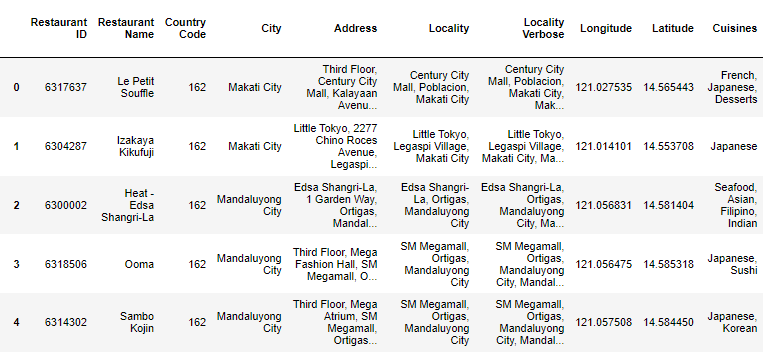 Restaurant
ID
Restaurant
Name
Country
Code
City
Address
Locality
Locality
Verbose
Longitude
Latitude
Cuisines
0
6317637
Le Petit
Souffle
162
Makati City
Third Floor,
Century City
Mall, Kalayaan
Avenu...
Century City
Mall, Poblacion,
Makati City
Century City
Mall, Poblacion,
Makati City,
Mak...
121.027535
14.565443
French,
Japanese,
Desserts
1
6304287
Izakaya
Kikufuji
162
Makati City
Little Tokyo, 2277
Chino Roces
Avenue,
Legaspi...
Little Tokyo,
Legaspi Village,
Makati City
Little Tokyo,
Legaspi Village,
Makati City, Ma...
121.014101
14.553708
Japanese
2
6300002
Heat -
Edsa
Shangri-La
162
Mandaluyong
City
Edsa Shangri-La,
1 Garden Way,
Ortigas,
Mandal...
Edsa Shangri-
La, Ortigas,
Mandaluyong
City
Edsa Shangri-La,
Ortigas,
Mandaluyong
City, Ma...
121.056831
14.581404
Seafood,
Asian,
Filipino,
Indian
3
6318506
Ooma
162
Mandaluyong
City
Third Floor, Mega
Fashion Hall, SM
Megamall, O...
SM Megamall,
Ortigas,
Mandaluyong
City
SM Megamall,
Ortigas,
Mandaluyong
City, Mandal...
121.056475
14.585318
Japanese,
Sushi
4
6314302
Sambo
Kojin
162
Mandaluyong
City
Third Floor, Mega
Atrium, SM
Megamall,
Ortigas...
SM Megamall,
Ortigas,
Mandaluyong
City
SM Megamall,
Ortigas,
Mandaluyong
City, Mandal...
121.057508
14.584450
Japanese,
Korean